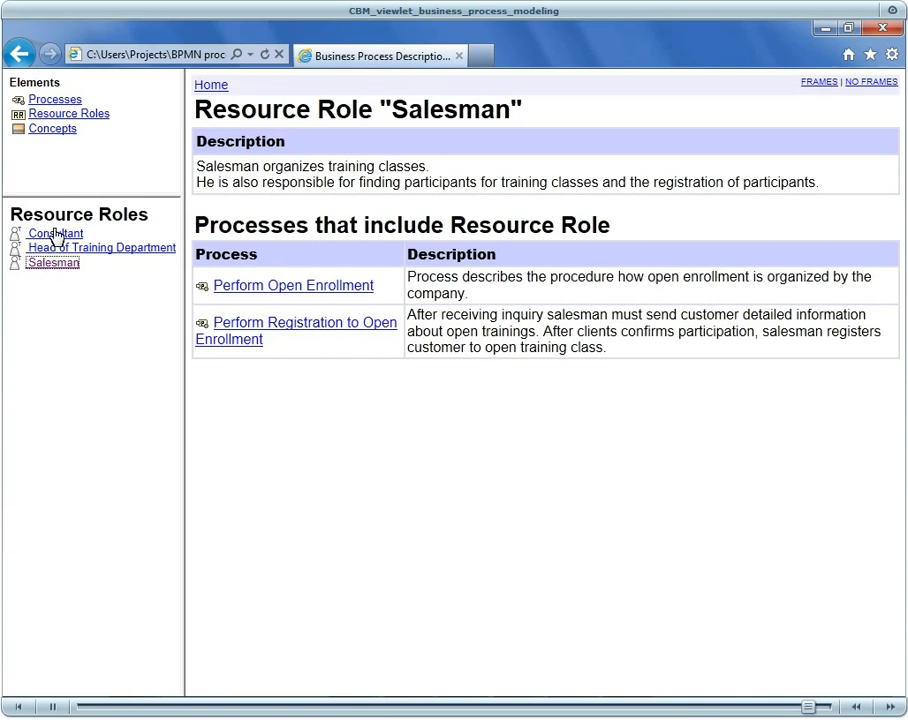 CBM_viewlet_business_process_modeling
C:\Users\Projects\BPMN proc
Business Process Descriptio...
Elements
Processes
RR Resource Roles
Concepts
Resource Roles
Consultant
Head of Training Department
Salesman
Home
FRAMES | NO FRAMES
Resource Role "Salesman"
Description
Salesman organizes training classes.
He is also responsible for finding participants for training classes and the registration of participants.
Processes that include Resource Role
Process Description
Perform Open Enrollment
Process describes the procedure how open enrollment is organized by the
company.
Perform Registration to Open
Enrollment
After receiving inquiry salesman must send customer detailed information
about open trainings. After clients confirms participation, salesman registers
customer to open training class.